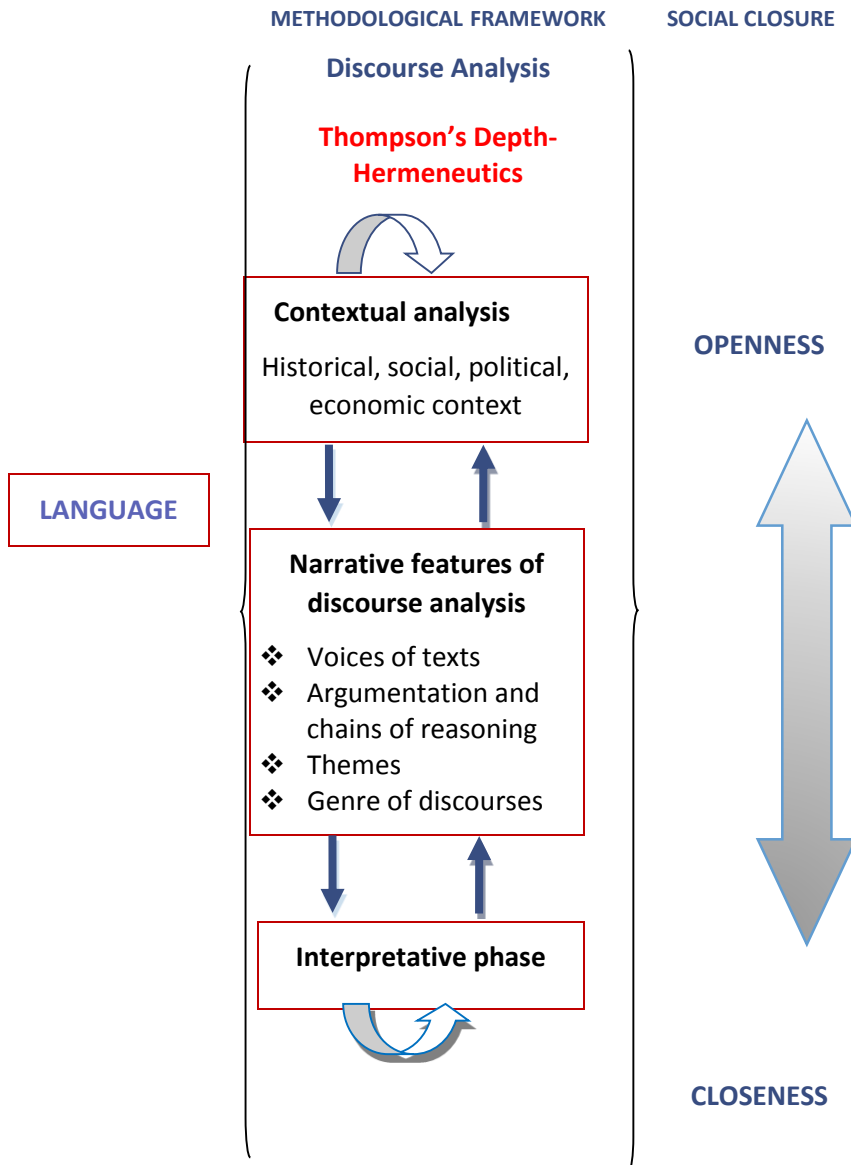 METHODOLOGICAL FRAMEWORK
SOCIAL CLOSURE
Discourse Analysis
Thompson's Depth-
Hermeneutics
Contextual analysis
Historical, social, political,
economic context
OPENNESS
LANGUAGE
Narrative features of
discourse analysis
❖ Voices of texts
❖ Argumentation and
chains of reasoning
❖ Themes
❖ Genre of discourses
Interpretative phase
CLOSENESS